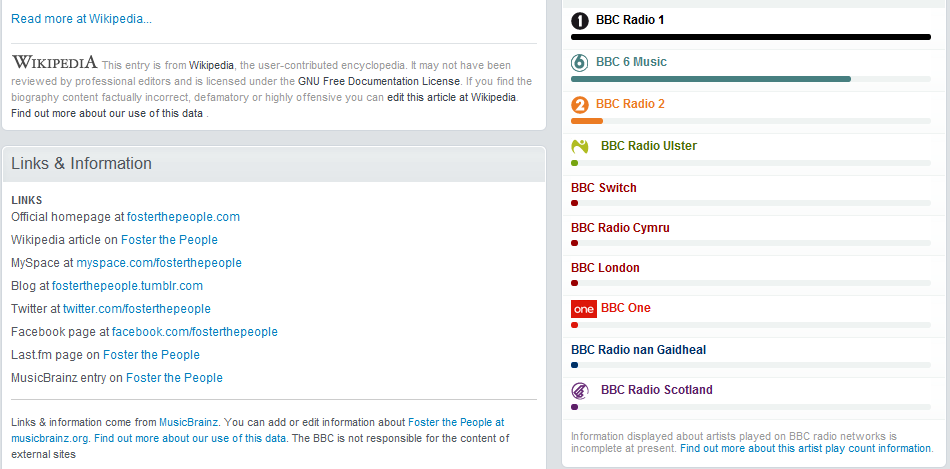 Read more at Wikipedia...
WIKIPEDIA This entry is from Wikipedia, the user-contributed encyclopedia. It may not have been
reviewed by professional editors and is licensed under the GNU Free Documentation License. If you find the
biography content factually incorrect, defamatory or highly offensive you can edit this article at Wikipedia.
Find out more about our use of this data .
Links & Information
LINKS
Official homepage at fosterthepeople.com
Wikipedia article on Foster the People
MySpace at myspace.com/fosterthepeople
Blog at fosterthepeople.tumblr.com
Twitter at twitter.com/fosterthepeople
Facebook page at facebook.com/fosterthepeople
Last.fm page on Foster the People
MusicBrainz entry on Foster the People
Links & information come from MusicBrainz. You can add or edit information about Foster the People at
musicbrainz.org. Find out more about our use of this data. The BBC is not responsible for the content of
external sites
1 BBC Radio 1
6 BBC 6 Music
2 BBC Radio 2
BBC Radio Ulster
BBC Switch
BBC Radio Cymru
BBC London
one BBC One
BBC Radio nan Gaidheal
BBC Radio Scotland
Information displayed about artists played on BBC radio networks is
incomplete at present. Find out more about this artist play count information.